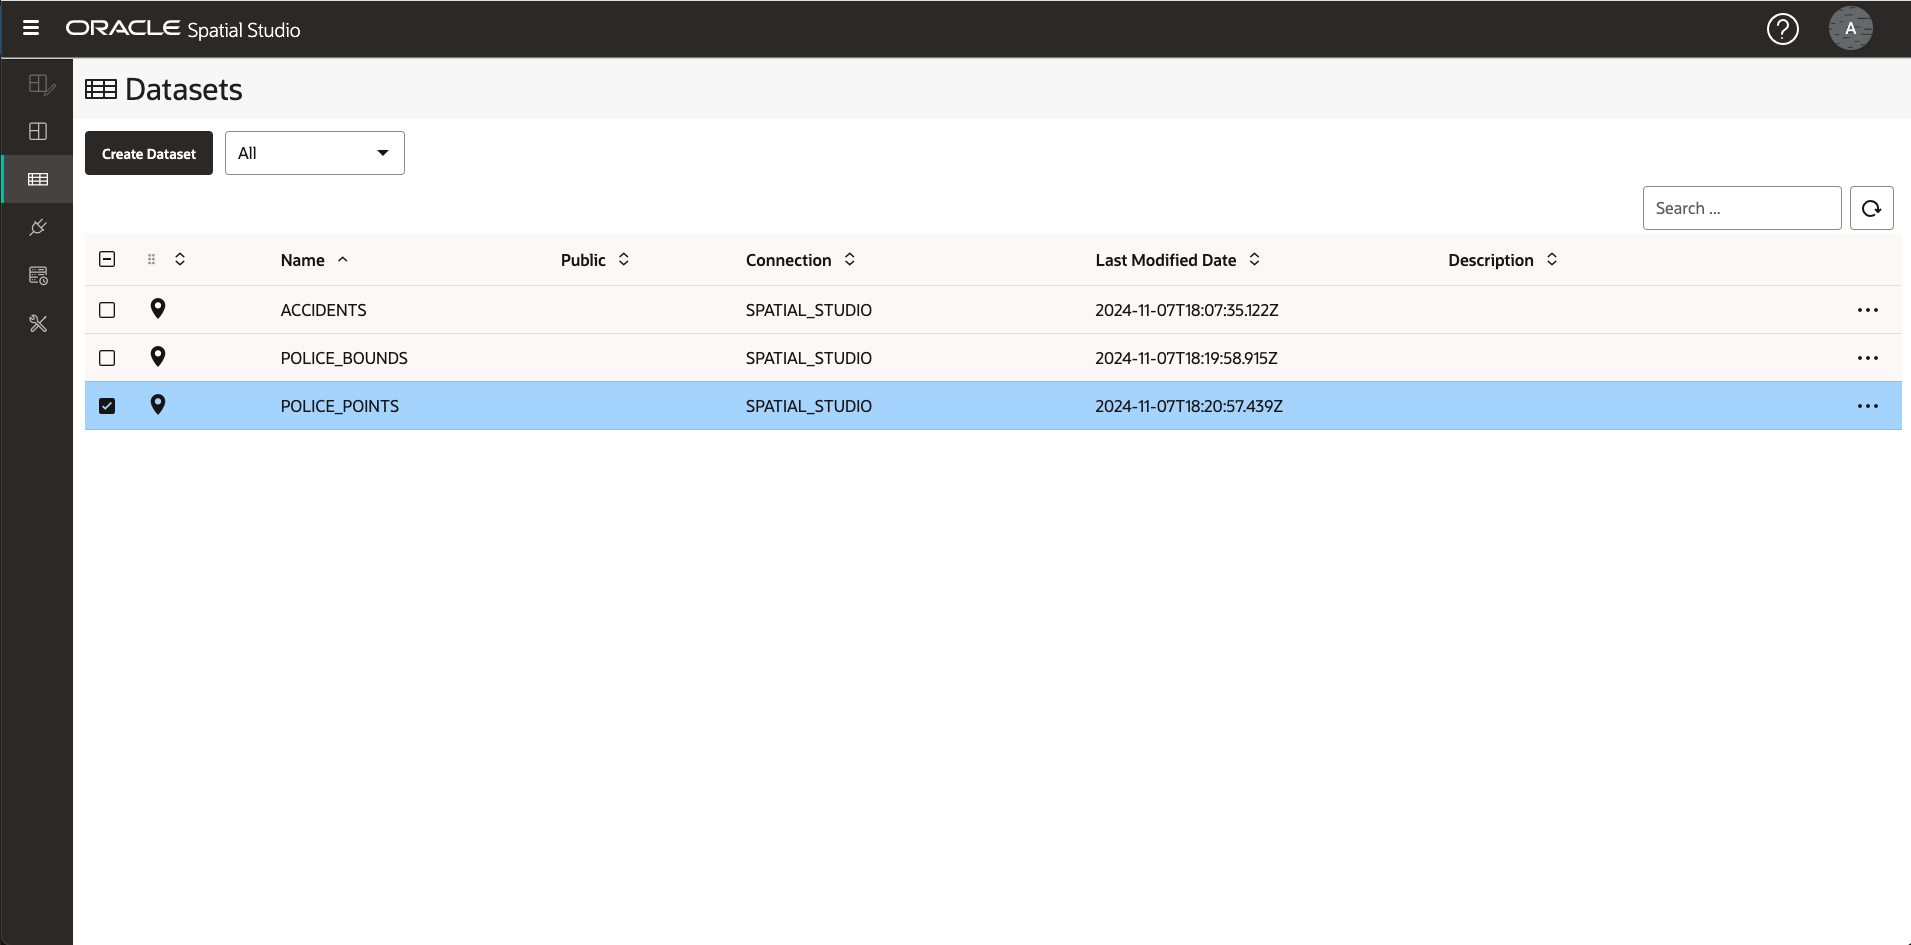 ORACLE Spatial Studio
? A
Datasets
Create Dataset All
Search ...
Name Public Connection Last Modified Date Description
ACCIDENTS SPATIAL_STUDIO 2024-11-07T18:07:35.122Z
POLICE_BOUNDS SPATIAL_STUDIO 2024-11-07T18:19:58.915Z
POLICE_POINTS SPATIAL_STUDIO 2024-11-07T18:20:57.439Z